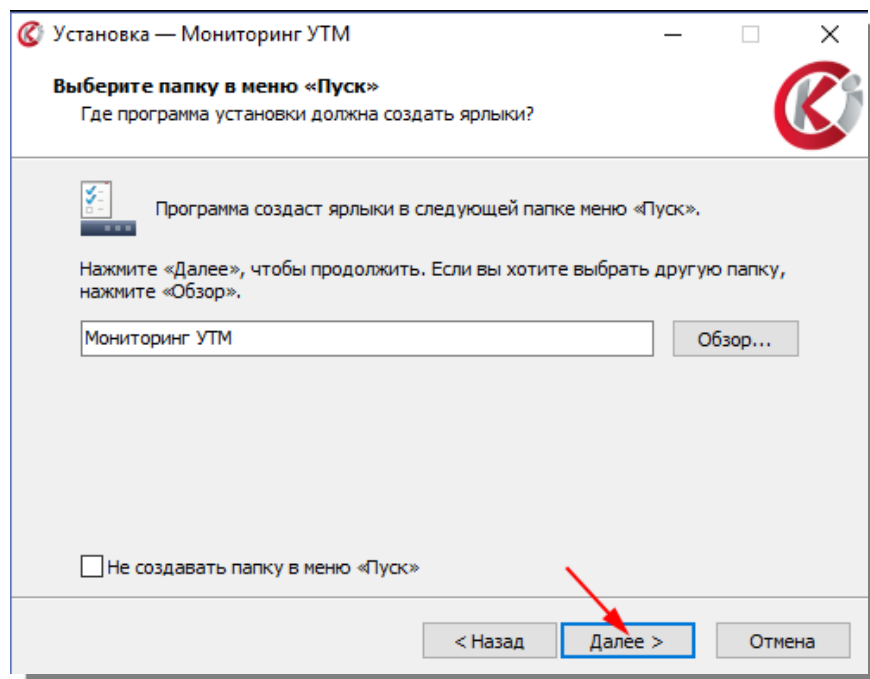 Установка — Мониторинг УТМ
Выберите папку в меню «Пуск»
Где программа установки должна создать ярлыки?
Программа создаст ярлыки в следующей папке меню «Пуск».
Нажмите «Далее», чтобы продолжить. Если вы хотите выбрать другую папку,
нажмите «Обзор».
Мониторинг УТМ
Обзор...
Не создавать папку в меню «Пуск»
< Назад
Далее >
Отмена